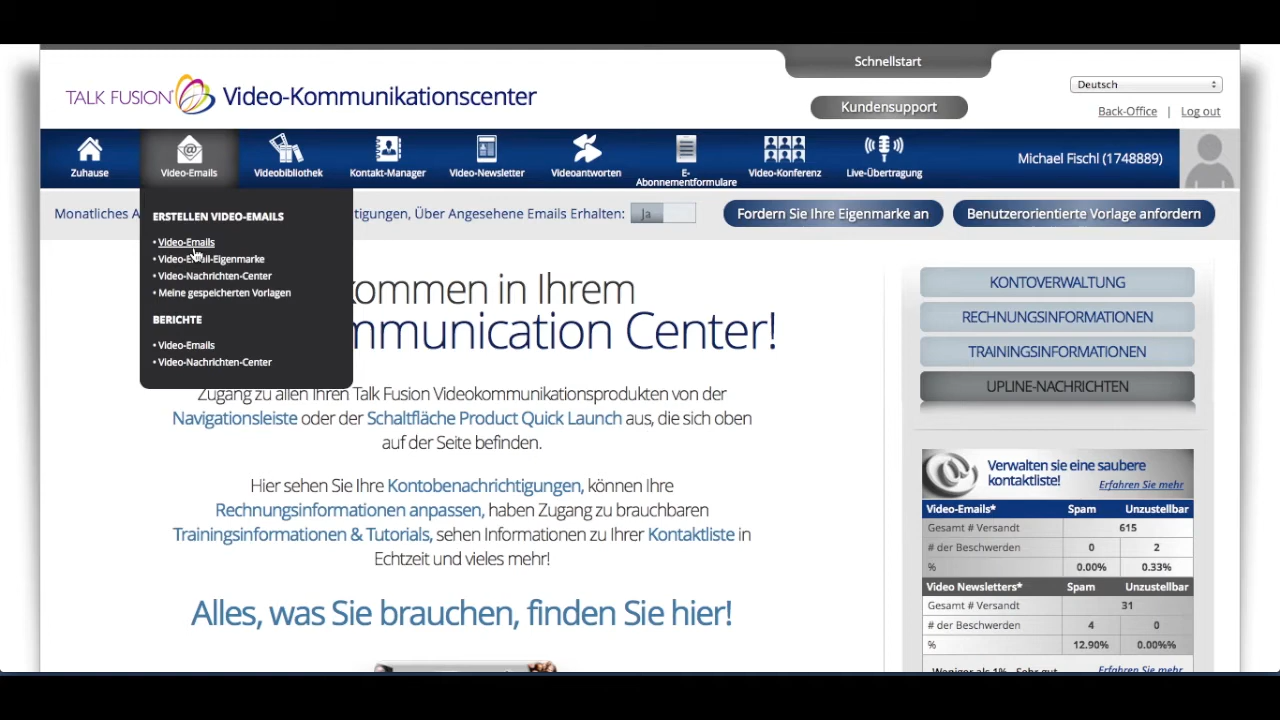 Schnellstart
TALK FUSION Video-Kommunikationscenter
Deutsch
Kundensupport
Back-Office | Log out
Zuhause
Video-Emails
Videobibliothek
Kontakt-Manager
Video-Newsletter
Videoantworten
E-Abonnementformulare
Video-Konferenz
Live-Übertragung
Michael Fischl (1748889)
Monatliches A
tigungen, Über Angesehene Emails Erhalten: Ja
Fordern Sie Ihre Eigenmarke an
Benutzerorientierte Vorlage anfordern
ERSTELLEN VIDEO-EMAILS
• Video-Emails
• Video-Email-Eigenmarke
• Video-Nachrichten-Center
• Meine gespeicherten Vorlagen
BERICHTE
• Video-Emails
• Video-Nachrichten-Center
kommen in Ihrem
mmunication Center!
Zugang zu allen Ihren Talk Fusion Videokommunikationsprodukten von der
Navigationsleiste oder der Schaltfläche Product Quick Launch aus, die sich oben
auf der Seite befinden.
Hier sehen Sie Ihre Kontobenachrichtigungen, können Ihre
Rechnungsinformationen anpassen, haben Zugang zu brauchbaren
Trainingsinformationen & Tutorials, sehen Informationen zu Ihrer Kontaktliste in
Echtzeit und vieles mehr!
Alles, was Sie brauchen, finden Sie hier!
KONTOVERWALTUNG
RECHNUNGSINFORMATIONEN
TRAININGSINFORMATIONEN
UPLINE-NACHRICHTEN
Verwalten sie eine saubere
kontaktliste! Erfahren Sie mehr
Video-Emails* Spam Unzustellbar
Gesamt # Versandt 615
# der Beschwerden 0 2
% 0.00% 0.33%
Video Newsletters* Spam Unzustellbar
Gesamt # Versandt 31
# der Beschwerden 4 0
% 12.90% 0.00%%
Weniger als 1% - Sehr gut Erfahren Sie mehr